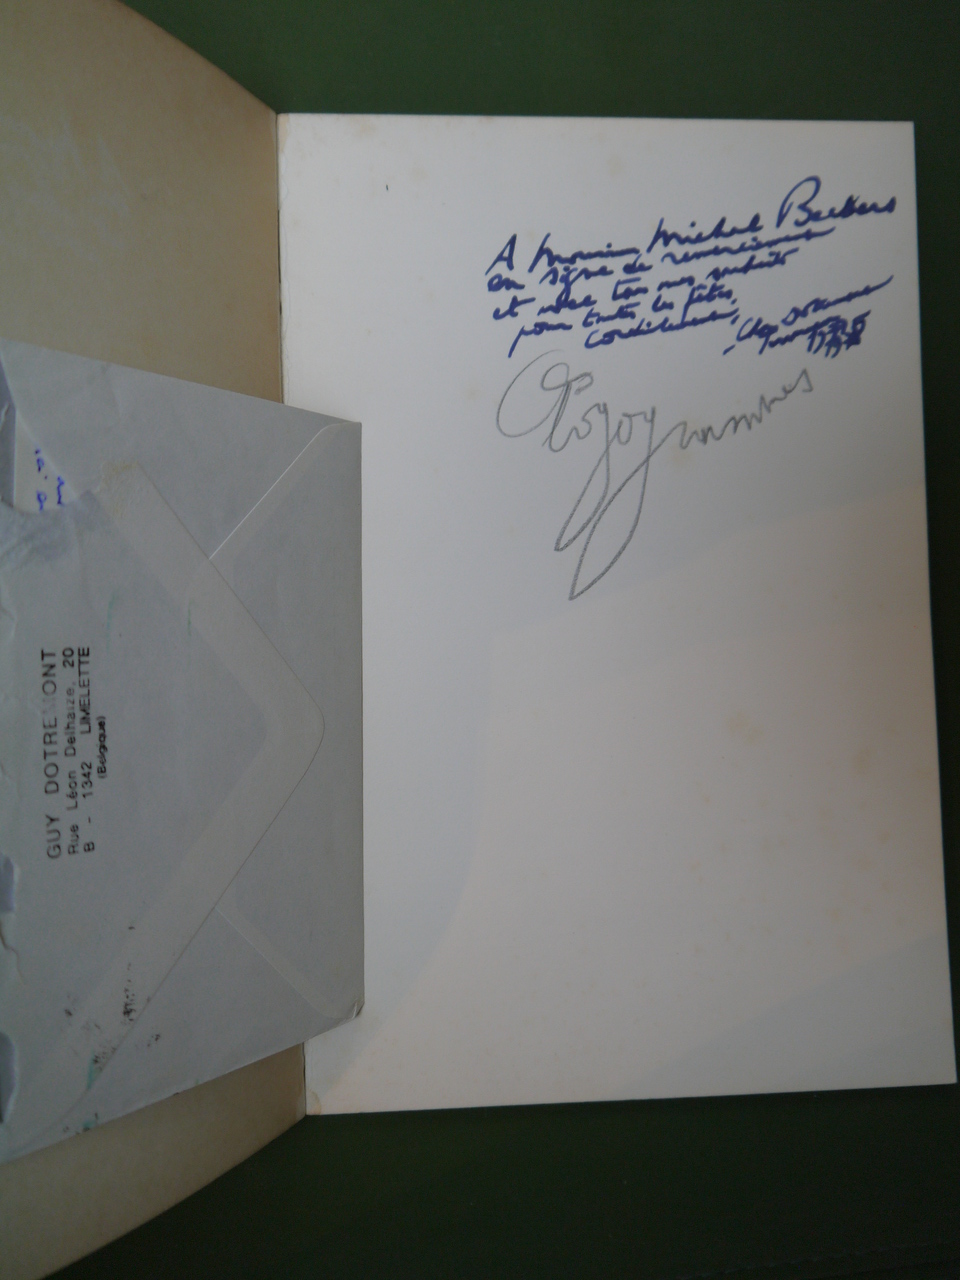 A Monsieur Michel Beckers
en signe de remerciement
et avec tous mes souhaits
pour toutes les fêtes,
cordialement,
Logogrammes
GUY DOTREMONT
Rue Léon Delhaize, 20
B - 1342 LIMELETTE
(Belgique)